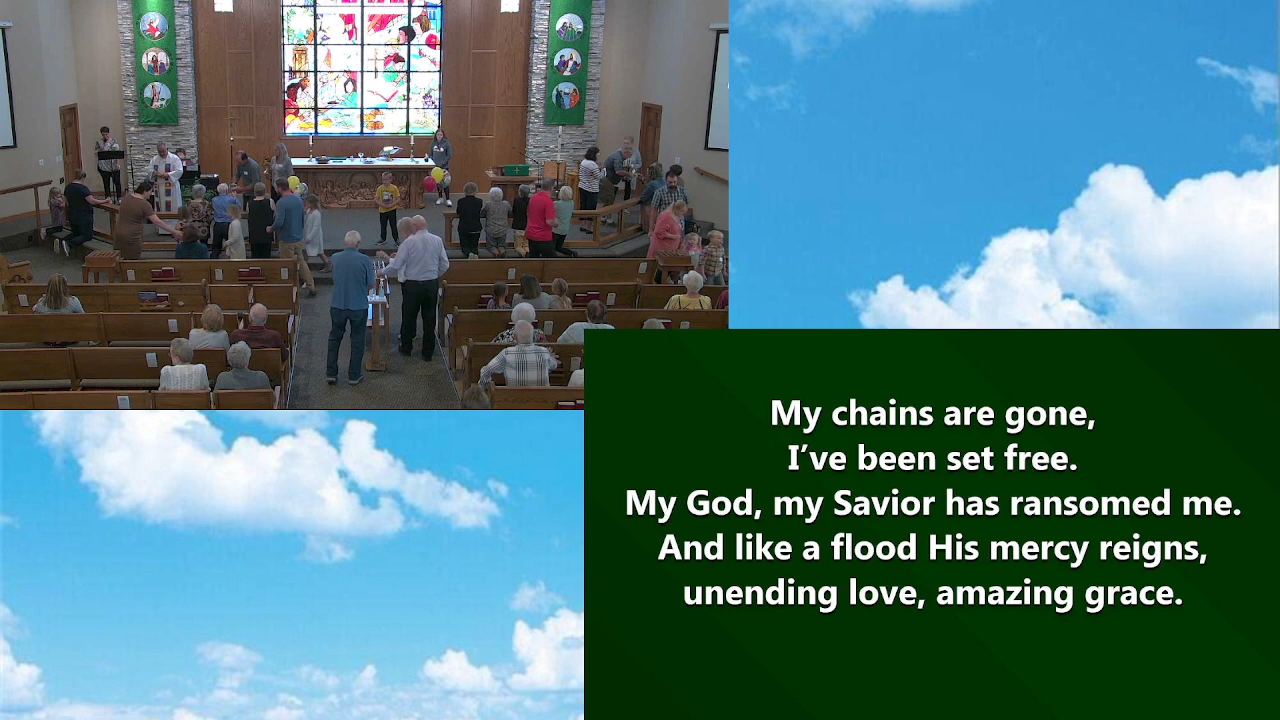 My chains are gone,
I’ve been set free.
My God, my Savior has ransomed me.
And like a flood His mercy reigns,
unending love, amazing grace.